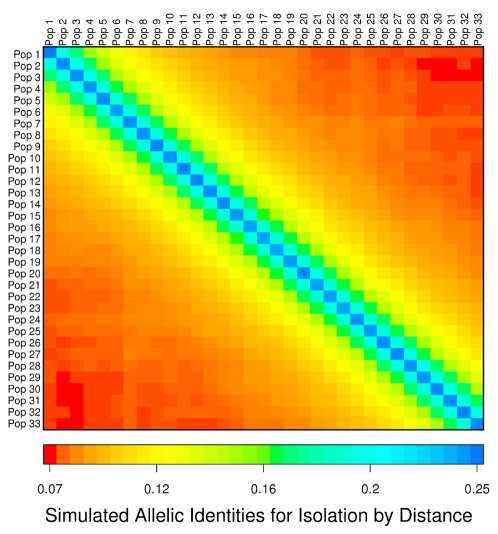 Pop 1 Pop 2 Pop 3 Pop 4 Pop 5 Pop 6 Pop 7 Pop 8 Pop 9 Pop 10 Pop 11 Pop 12 Pop 13 Pop 14 Pop 15 Pop 16 Pop 17 Pop 18 Pop 19 Pop 20 Pop 21 Pop 22 Pop 23 Pop 24 Pop 25 Pop 26 Pop 27 Pop 28 Pop 29 Pop 30 Pop 31 Pop 32 Pop 33
Pop 1
Pop 2
Pop 3
Pop 4
Pop 5
Pop 6
Pop 7
Pop 8
Pop 9
Pop 10
Pop 11
Pop 12
Pop 13
Pop 14
Pop 15
Pop 16
Pop 17
Pop 18
Pop 19
Pop 20
Pop 21
Pop 22
Pop 23
Pop 24
Pop 25
Pop 26
Pop 27
Pop 28
Pop 29
Pop 30
Pop 31
Pop 32
Pop 33
0.07 0.12 0.16 0.2 0.25
Simulated Allelic Identities for Isolation by Distance